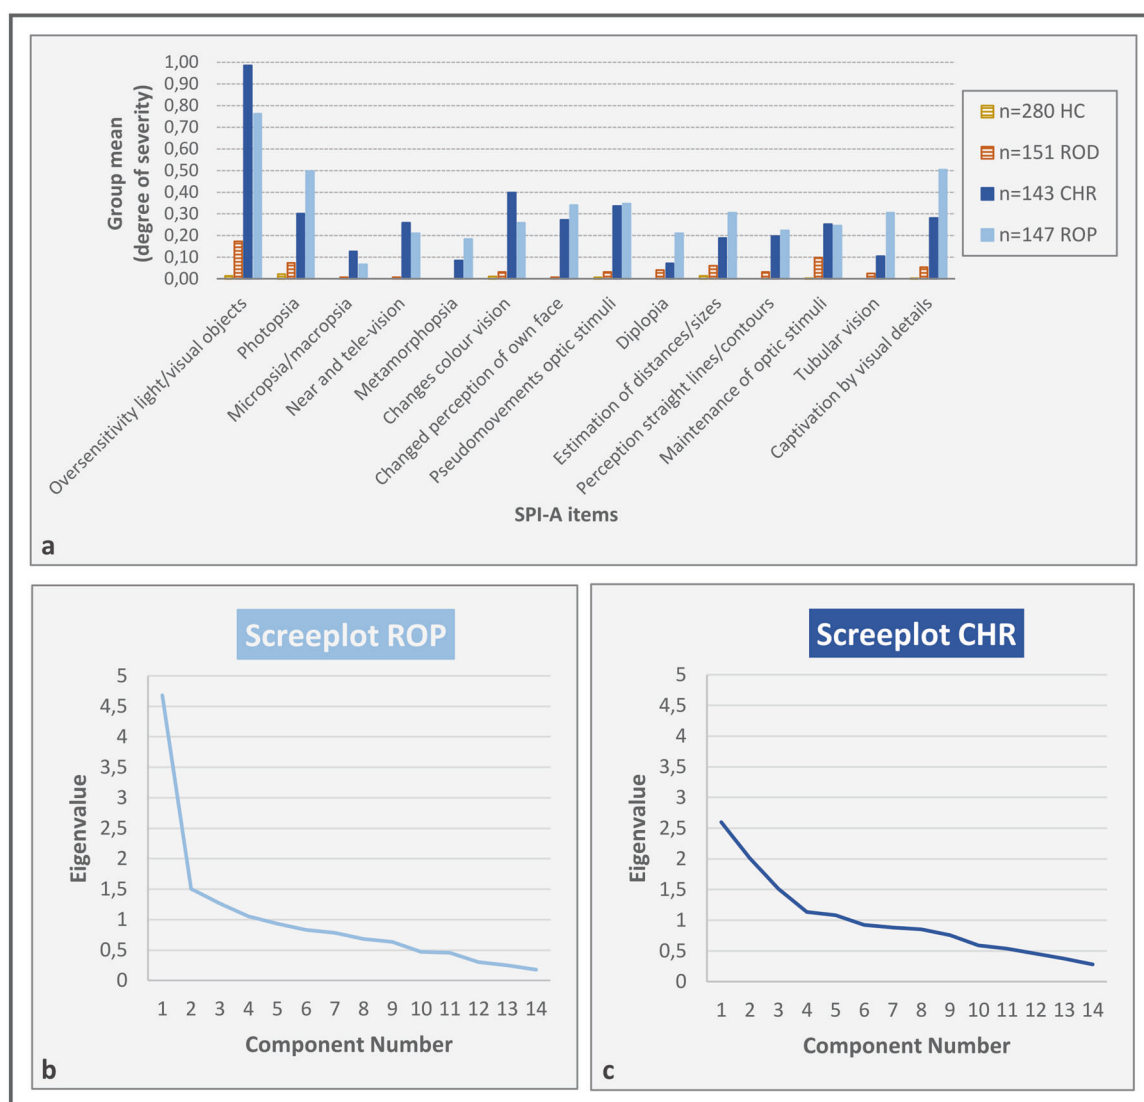 1,00
0,90
0,80
0,70
0,60
0,50
0,40
0,30
0,20
0,10
0,00
Group mean
(degree of severity)
n=280 HC
n=151 ROD
n=143 CHR
n=147 ROP
Oversensitivity light/visual objects
Photopsia
Micropsia/macropsia
Near and tele-vision
Metamorphopsia
Changes colour vision
Changed perception of own face
Pseudomovements optic stimuli
Diplopia
Estimation of distances/sizes
Perception straight lines/contours
Maintenance of optic stimuli
Tubular vision
Captivation by visual details
SPI-A items
a
Screeplot ROP
5
4,5
4
3,5
3
2,5
2
1,5
1
0,5
0
Eigenvalue
1 2 3 4 5 6 7 8 9 10 11 12 13 14
Component Number
b
Screeplot CHR
5
4,5
4
3,5
3
2,5
2
1,5
1
0,5
0
Eigenvalue
1 2 3 4 5 6 7 8 9 10 11 12 13 14
Component Number
c